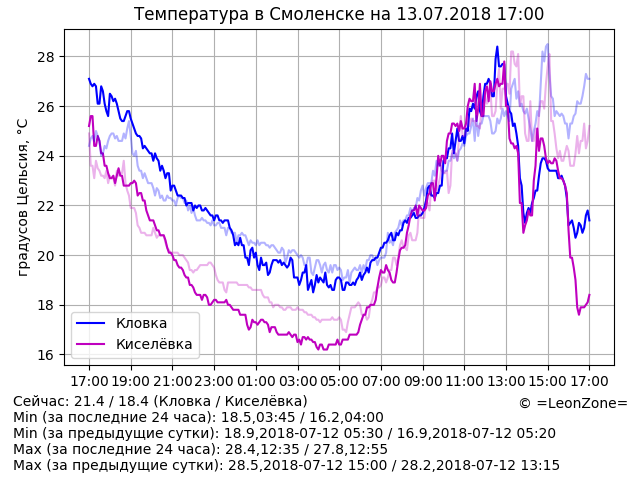 Температура в Смоленске на 13.07.2018 17:00
28
26
24
22
20
18
16
градусов Цельсия, °C
Кловка
Киселёвка
17:00 19:00 21:00 23:00 01:00 03:00 05:00 07:00 09:00 11:00 13:00 15:00 17:00
Сейчас: 21.4 / 18.4 (Кловка / Киселёвка)
© =LeonZone=
Min (за последние 24 часа): 18.5,03:45 / 16.2,04:00
Min (за предыдущие сутки): 18.9,2018-07-12 05:30 / 16.9,2018-07-12 05:20
Max (за последние 24 часа): 28.4,12:35 / 27.8,12:55
Max (за предыдущие сутки): 28.5,2018-07-12 15:00 / 28.2,2018-07-12 13:15